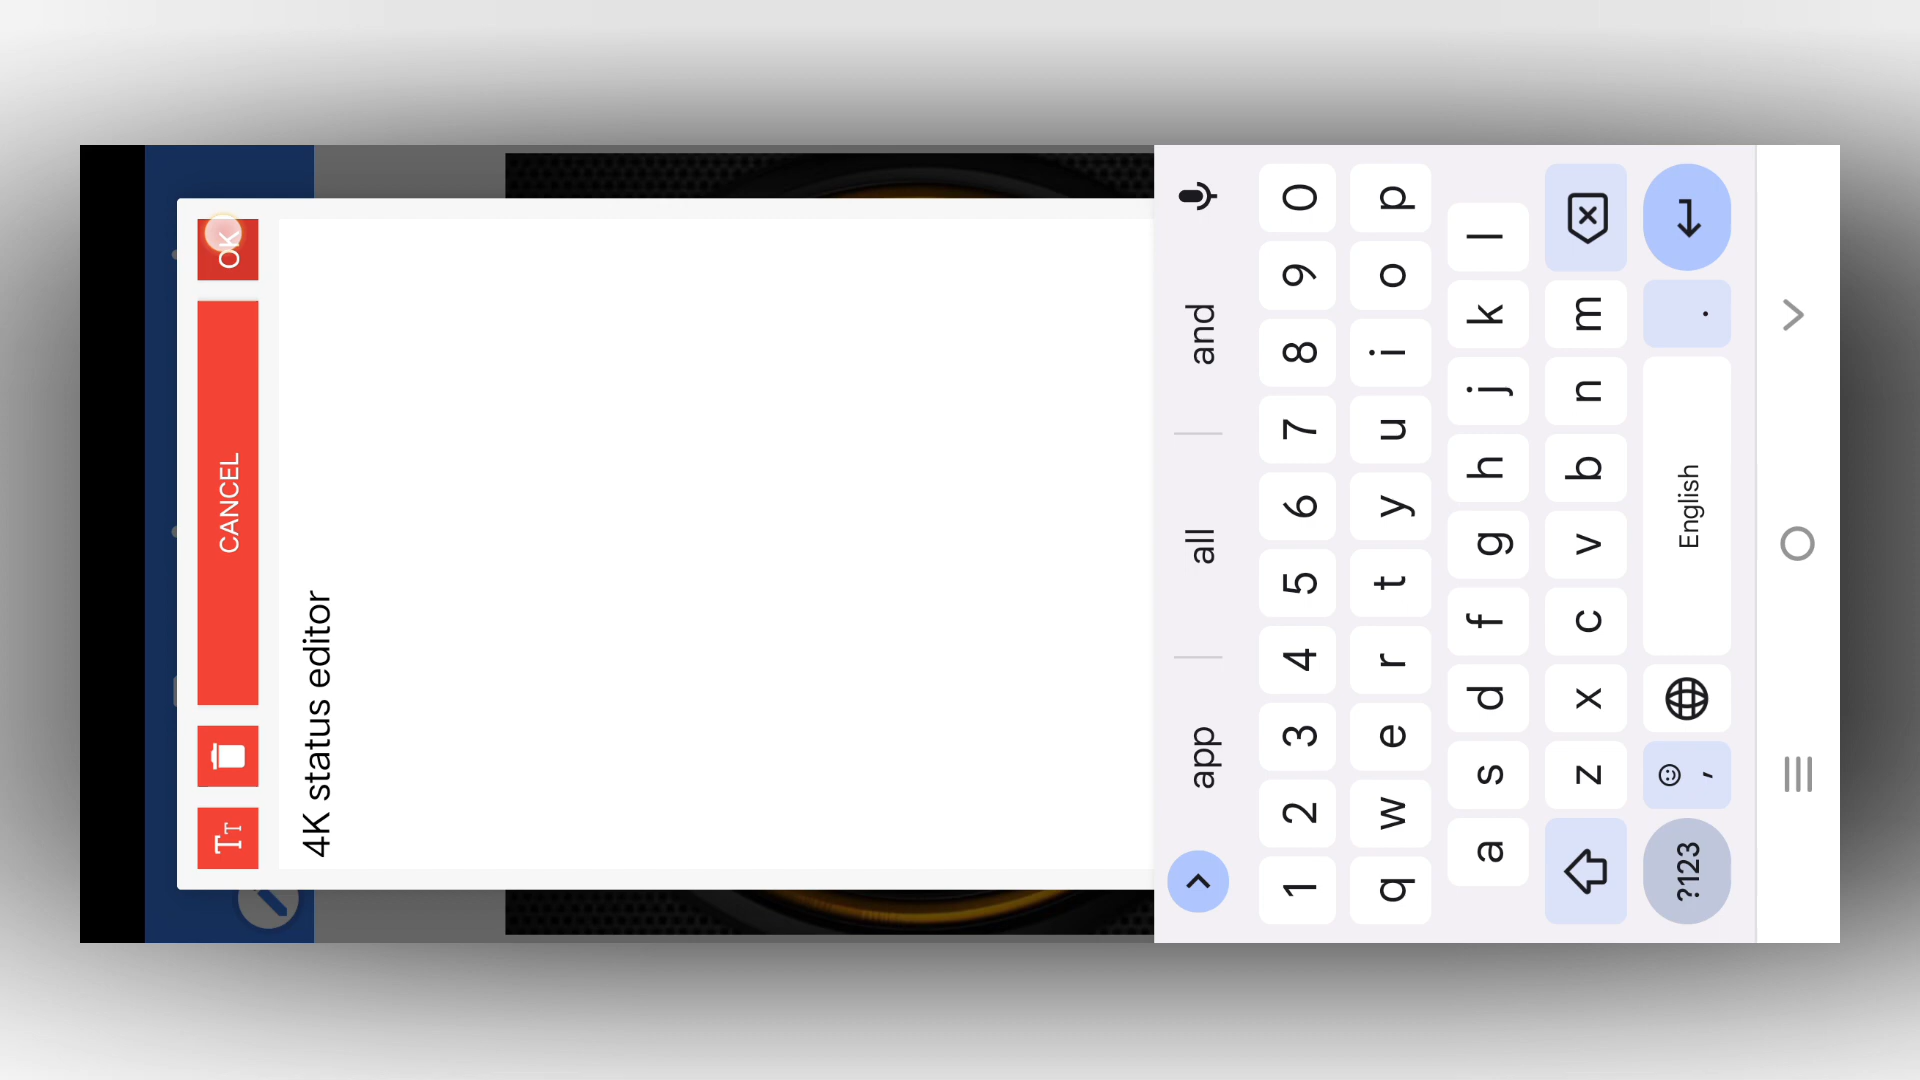 TT
CANCEL
OK
4K status editor
app
all
and
1 2 3 4 5 6 7 8 9 0
q w e r t y u i o p
a s d f g h j k l
z x c v b n m
?123
,
English
.